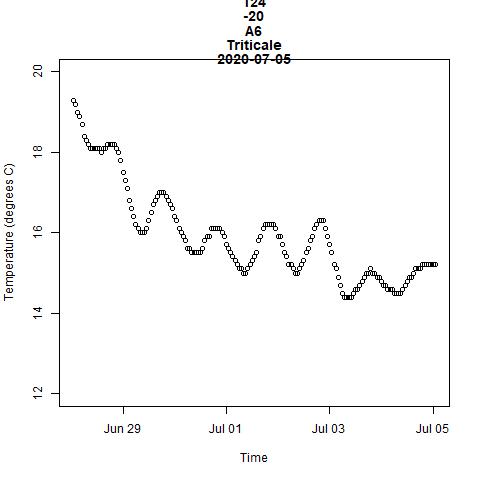 124
-20
A6
Triticale
2020-07-05
Temperature (degrees C)
20
18
16
14
12
Jun 29
Jul 01
Jul 03
Jul 05
Time